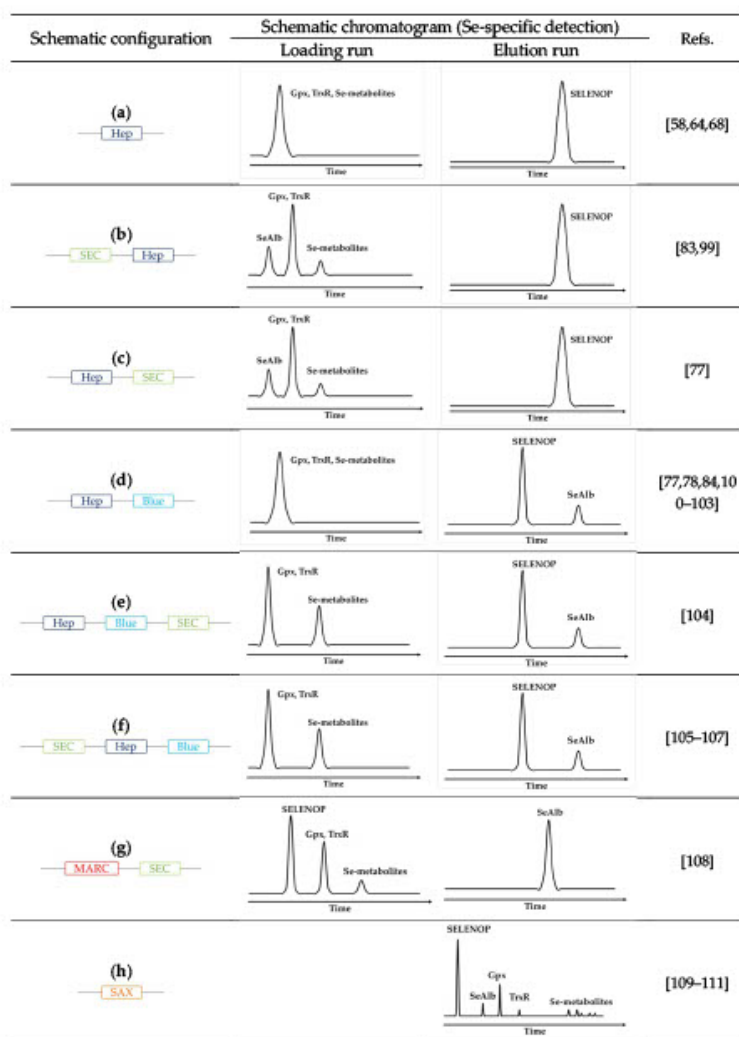 Schematic configuration
Schematic chromatogram (Se-specific detection)
Loading run
Elution run
Refs.
(a)
Hep
Gpx, TrxR, Se-metabolites
Time
SELENOP
Time
[58,64,68]
(b)
SEC
Hep
SeAlb
Gpx, TrxR
Se-metabolites
Time
SELENOP
Time
[83,99]
(c)
Hep
SEC
SeAlb
Gpx, TrxR
Se-metabolites
Time
SELENOP
Time
[77]
(d)
Hep
Blue
Gpx, TrxR, Se-metabolites
Time
SELENOP
SeAlb
Time
[77,78,84,10
0–103]
(e)
Hep
Blue
SEC
Gpx, TrxR
Se-metabolites
Time
SELENOP
SeAlb
Time
[104]
(f)
SEC
Hep
Blue
Gpx, TrxR
Se-metabolites
Time
SELENOP
SeAlb
Time
[105–107]
(g)
MARC
SEC
SELENOP
Gpx, TrxR
Se-metabolites
Time
SeAlb
Time
[108]
(h)
SAX
SELENOP
SeAlb
Gpx
TrxR
Se-metabolites
Time
[109–111]